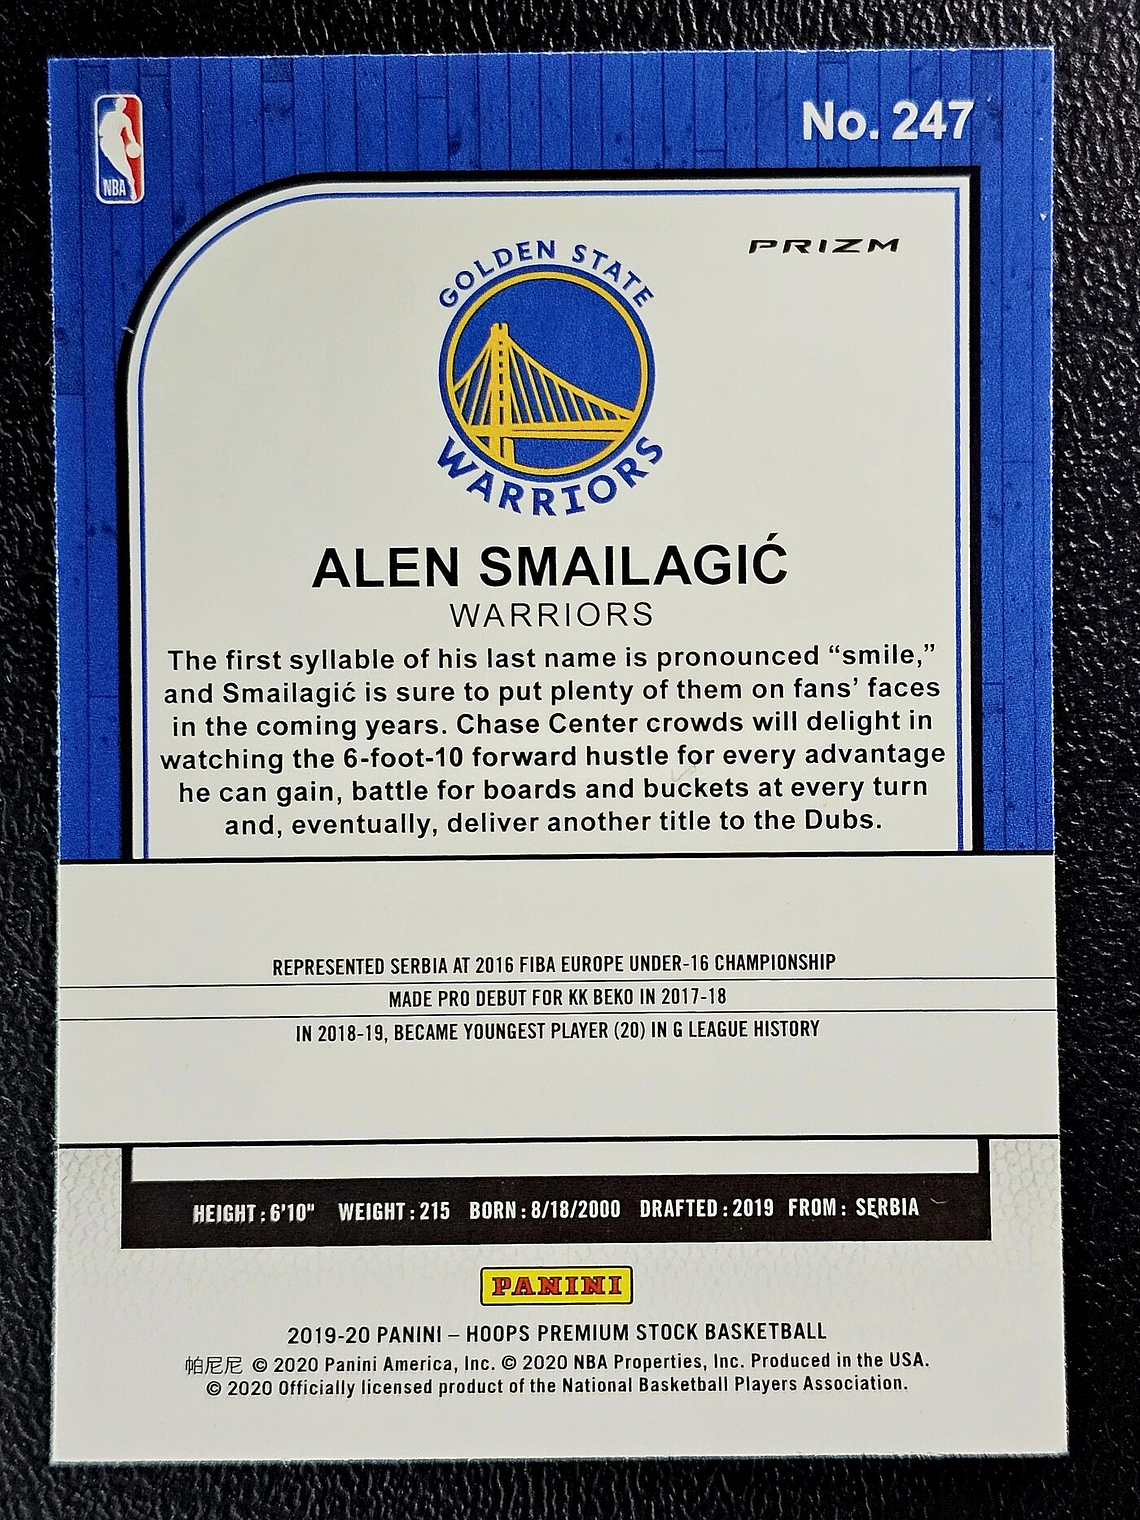 NBA
No. 247
PRIZM
GOLDEN STATE
WARRIORS
ALEN SMAILAGIĆ
WARRIORS
The first syllable of his last name is pronounced “smile,”
and Smailagić is sure to put plenty of them on fans’ faces
in the coming years. Chase Center crowds will delight in
watching the 6-foot-10 forward hustle for every advantage
he can gain, battle for boards and buckets at every turn
and, eventually, deliver another title to the Dubs.
REPRESENTED SERBIA AT 2016 FIBA EUROPE UNDER-16 CHAMPIONSHIP
MADE PRO DEBUT FOR KK BEKO IN 2017-18
IN 2018-19, BECAME YOUNGEST PLAYER (20) IN G LEAGUE HISTORY
HEIGHT: 6'10" WEIGHT: 215 BORN: 8/18/2000 DRAFTED: 2019 FROM: SERBIA
PANINI
2019-20 PANINI – HOOPS PREMIUM STOCK BASKETBALL
帕尼尼 © 2020 Panini America, Inc. © 2020 NBA Properties, Inc. Produced in the USA.
© 2020 Officially licensed product of the National Basketball Players Association.